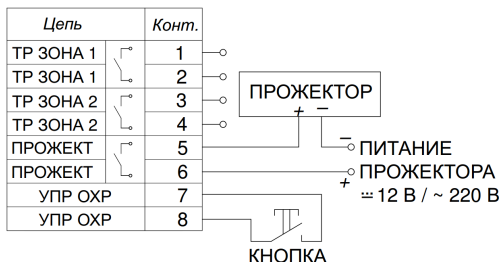 Цепь Конт.
ТР ЗОНА 1 1
ТР ЗОНА 1 2
ТР ЗОНА 2 3
ТР ЗОНА 2 4
ПРОЖЕКТ 5
ПРОЖЕКТ 6
УПР ОХР 7
УПР ОХР 8
ПРОЖЕКТОР
+ −
− ПИТАНИЕ
+ ПРОЖЕКТОРА
⎓ 12 В / ~ 220 В
КНОПКА